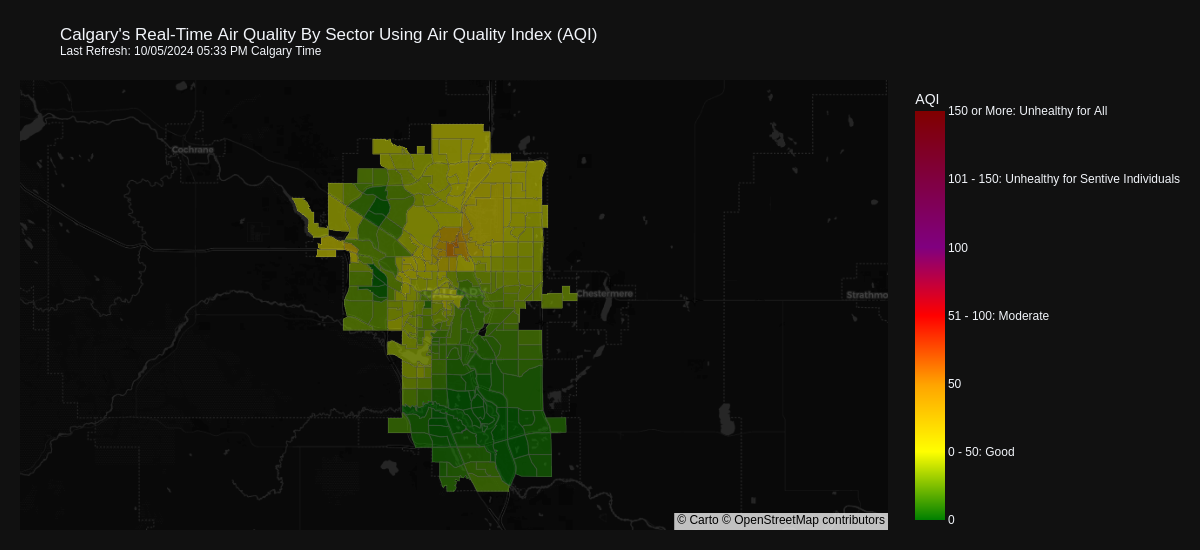 Calgary's Real-Time Air Quality By Sector Using Air Quality Index (AQI)
Last Refresh: 10/05/2024 05:33 PM Calgary Time
AQI
150 or More: Unhealthy for All
Cochrane
101 - 150: Unhealthy for Sentive Individuals
100
CALGARY
Chestermere
Strathmo
51 - 100: Moderate
50
0 - 50: Good
0
© Carto © OpenStreetMap contributors